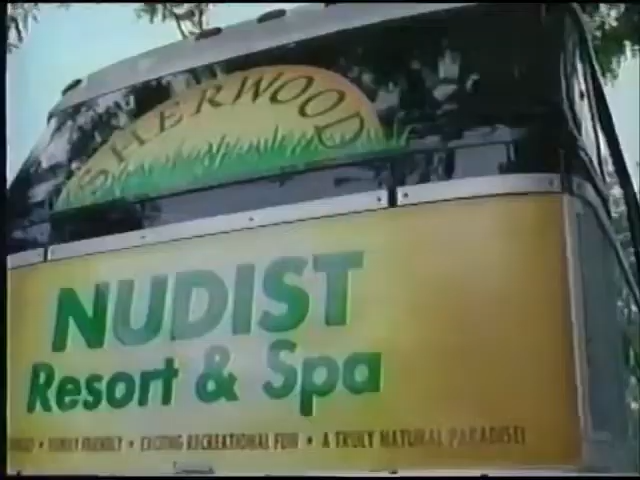 SHERWOOD
NUDIST
Resort & Spa
• FAMILY FRIENDLY • EXCITING RECREATIONAL FUN • A TRULY NATURAL PARADISE!